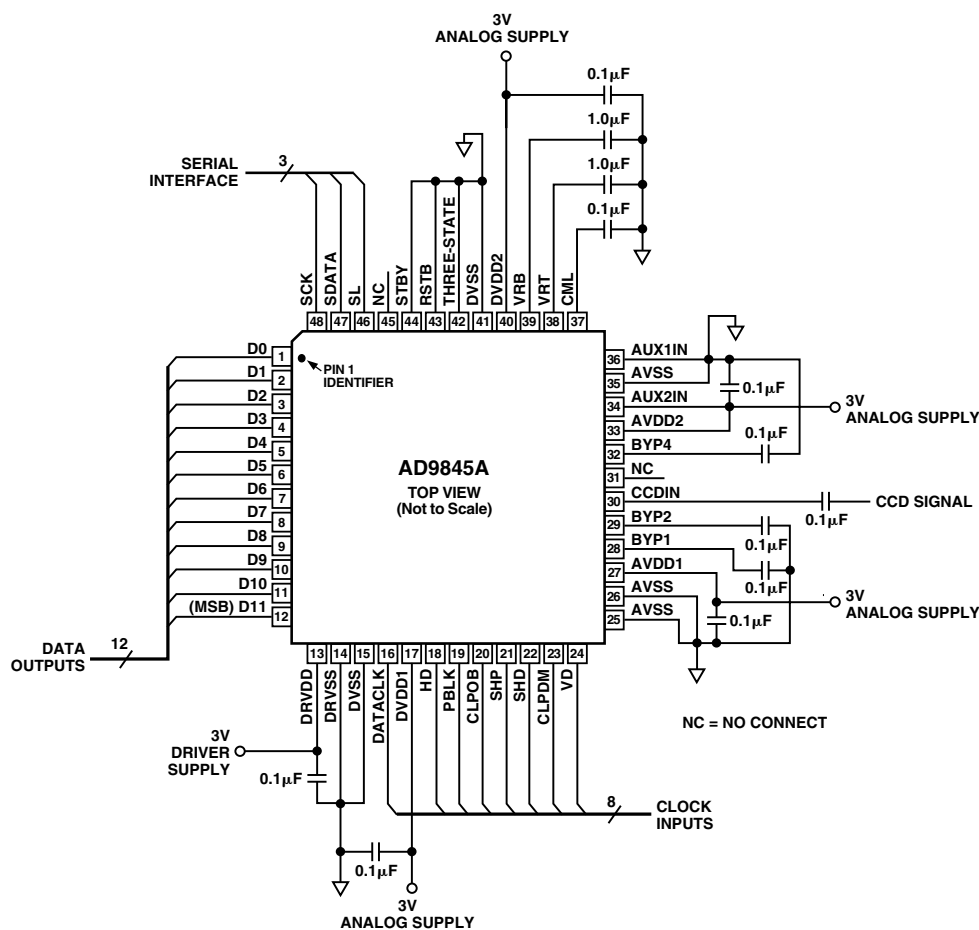 3V
ANALOG SUPPLY
0.1µF
1.0µF
1.0µF
0.1µF
SERIAL
INTERFACE
3
SCK
SDATA
SL
NC
STBY
RSTB
THREE-STATE
DVSS
DVDD2
VRB
VRT
CML
48
47
46
45
44
43
42
41
40
39
38
37
D0
1
D1
2
D2
3
D3
4
D4
5
D5
6
D6
7
D7
8
D8
9
D9
10
D10
11
(MSB) D11
12
PIN 1
IDENTIFIER
AD9845A
TOP VIEW
(Not to Scale)
36
AUX1IN
35
AVSS
34
AUX2IN
33
AVDD2
32
BYP4
31
NC
30
CCDIN
29
BYP2
28
BYP1
27
AVDD1
26
AVSS
25
AVSS
0.1µF
3V
ANALOG SUPPLY
0.1µF
0.1µF
CCD SIGNAL
0.1µF
0.1µF
3V
ANALOG SUPPLY
0.1µF
DATA
OUTPUTS
12
13
14
15
16
17
18
19
20
21
22
23
24
DRVDD
DRVSS
DVSS
DATACLK
DVDD1
HD
PBLK
CLPOB
SHP
SHD
CLPDM
VD
NC = NO CONNECT
3V
DRIVER
SUPPLY
0.1µF
8
CLOCK
INPUTS
0.1µF
3V
ANALOG SUPPLY